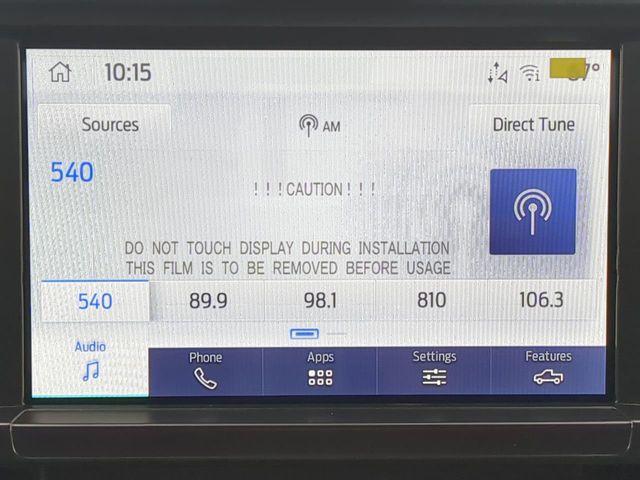 10:15
Sources
AM
Direct Tune
540
! ! ! CAUTION ! ! !
DO NOT TOUCH DISPLAY DURING INSTALLATION
THIS FILM IS TO BE REMOVED BEFORE USAGE
540 89.9 98.1 810 106.3
Audio Phone Apps Settings Features